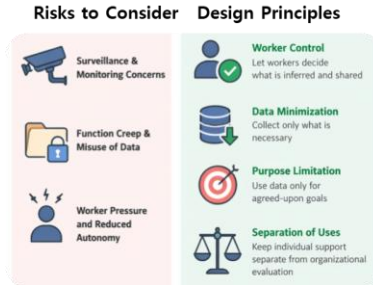 Risks to Consider
Surveillance &
Monitoring Concerns
Function Creep &
Misuse of Data
Worker Pressure
and Reduced
Autonomy
Design Principles
Worker Control
Let workers decide
what is inferred and shared
Data Minimization
Collect only what is
necessary
Purpose Limitation
Use data only for
agreed-upon goals
Separation of Uses
Keep individual support
separate from organizational
evaluation